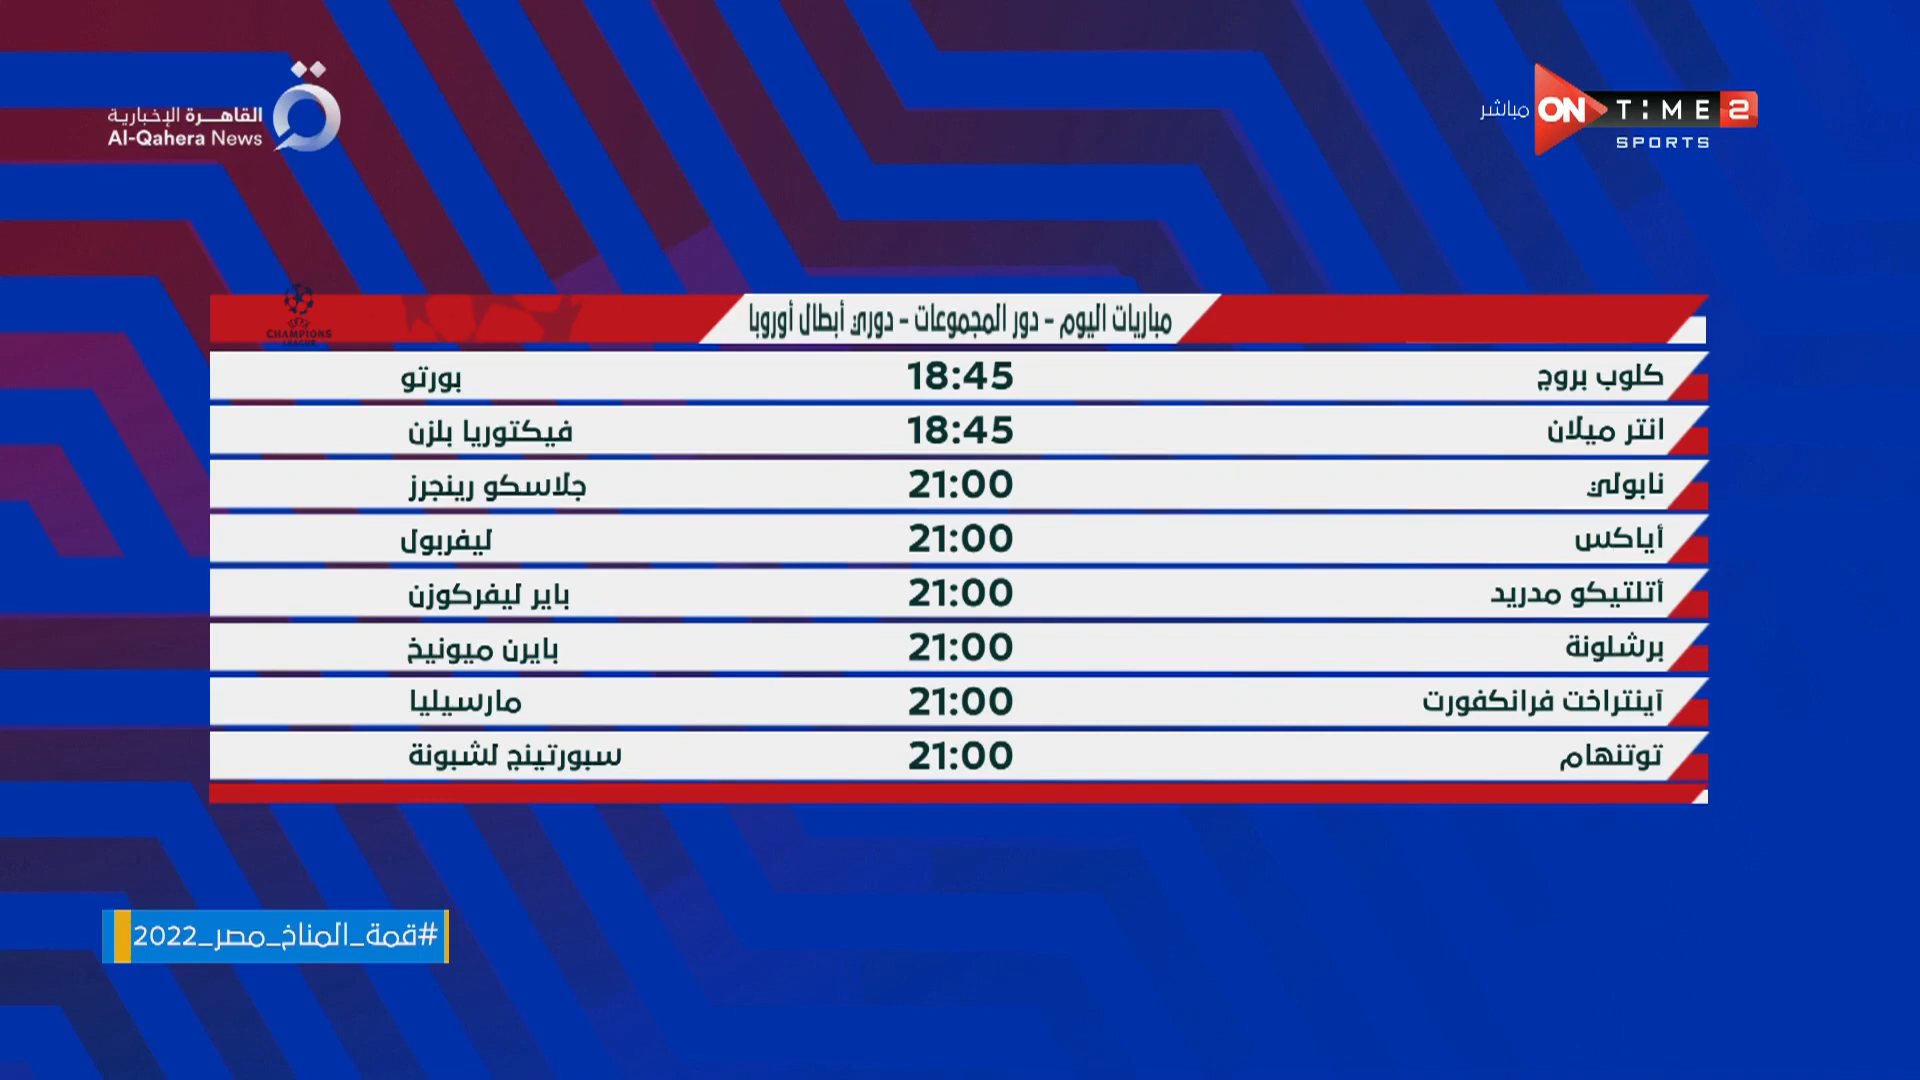 القاهرة الإخبارية
Al-Qahera News
مباشر
ON TIME 2
SPORTS
CHAMPIONS
LEAGUE
مباريات اليوم - دور المجموعات - دوري أبطال أوروبا
كلوب بروج 18:45 بورتو
انتر ميلان 18:45 فيكتوريا بلزن
نابولي 21:00 جلاسكو رينجرز
أياكس 21:00 ليفربول
أتلتيكو مدريد 21:00 باير ليفركوزن
برشلونة 21:00 بايرن ميونيخ
آينتراخت فرانكفورت 21:00 مارسيليا
توتنهام 21:00 سبورتينج لشبونة
#قمة_المناخ_مصر_2022